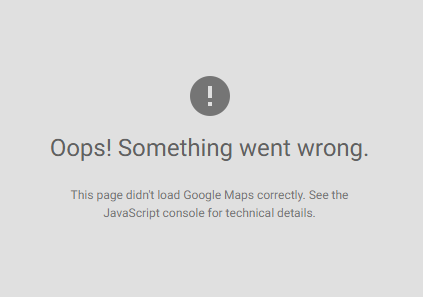 Oops! Something went wrong.
This page didn't load Google Maps correctly. See the
JavaScript console for technical details.